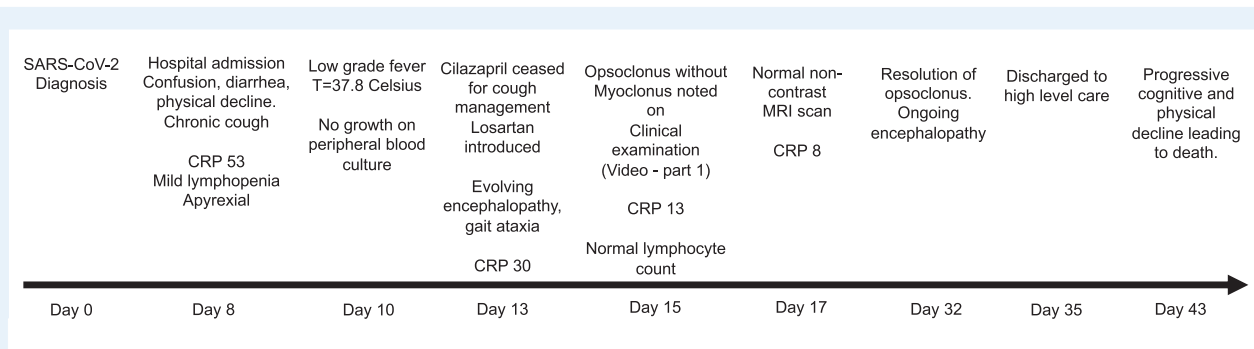 SARS-CoV-2
Diagnosis
Hospital admission
Confusion, diarrhea,
physical decline.
Chronic cough
CRP 53
Mild lymphopenia
Apyrexial
Low grade fever
T=37.8 Celsius
No growth on
peripheral blood
culture
Cilazapril ceased
for cough
management
Losartan
introduced
Evolving
encephalopathy,
gait ataxia
CRP 30
Opsoclonus without
Myoclonus noted
on
Clinical
examination
(Video - part 1)
CRP 13
Normal lymphocyte
count
Normal non-
contrast
MRI scan
CRP 8
Resolution of
opsoclonus.
Ongoing
encephalopathy
Discharged to
high level care
Progressive
cognitive and
physical
decline leading
to death.
Day 0
Day 8
Day 10
Day 13
Day 15
Day 17
Day 32
Day 35
Day 43